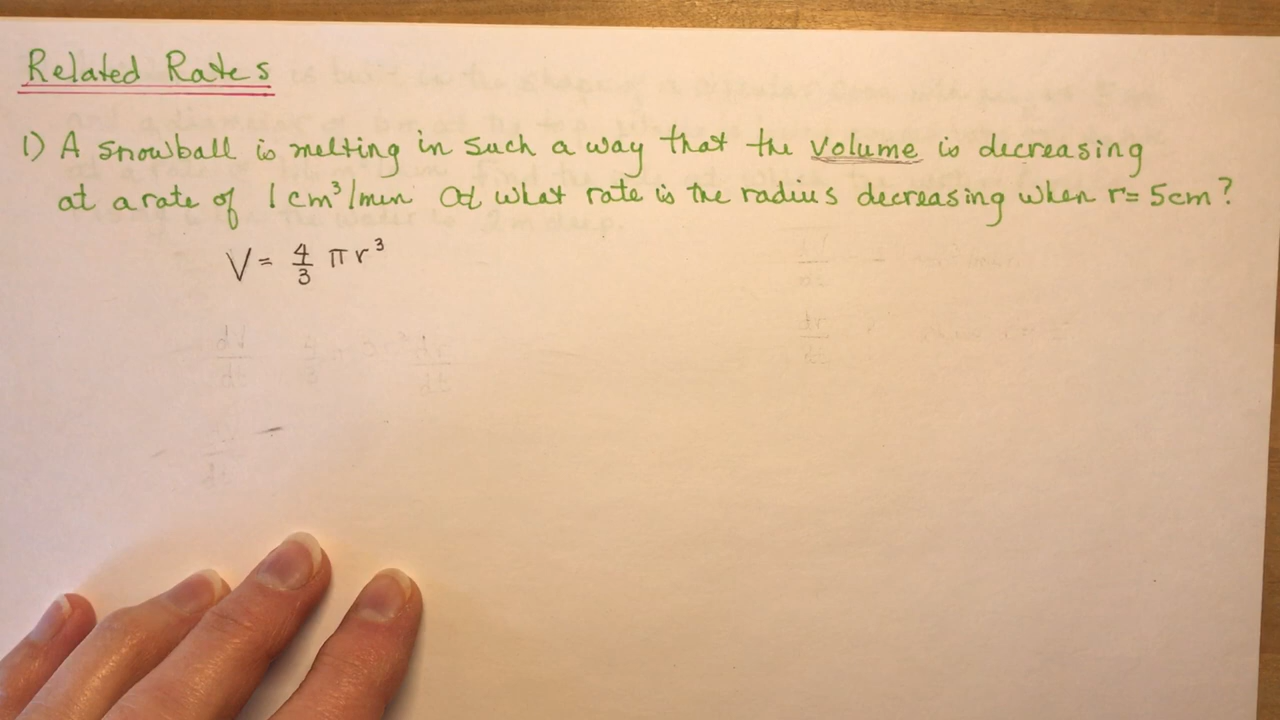 Related Rates
1) A snowball is melting in such a way that the volume is decreasing
at a rate of 1 cm³/min At what rate is the radius decreasing when r = 5cm?
V = 4/3 πr³